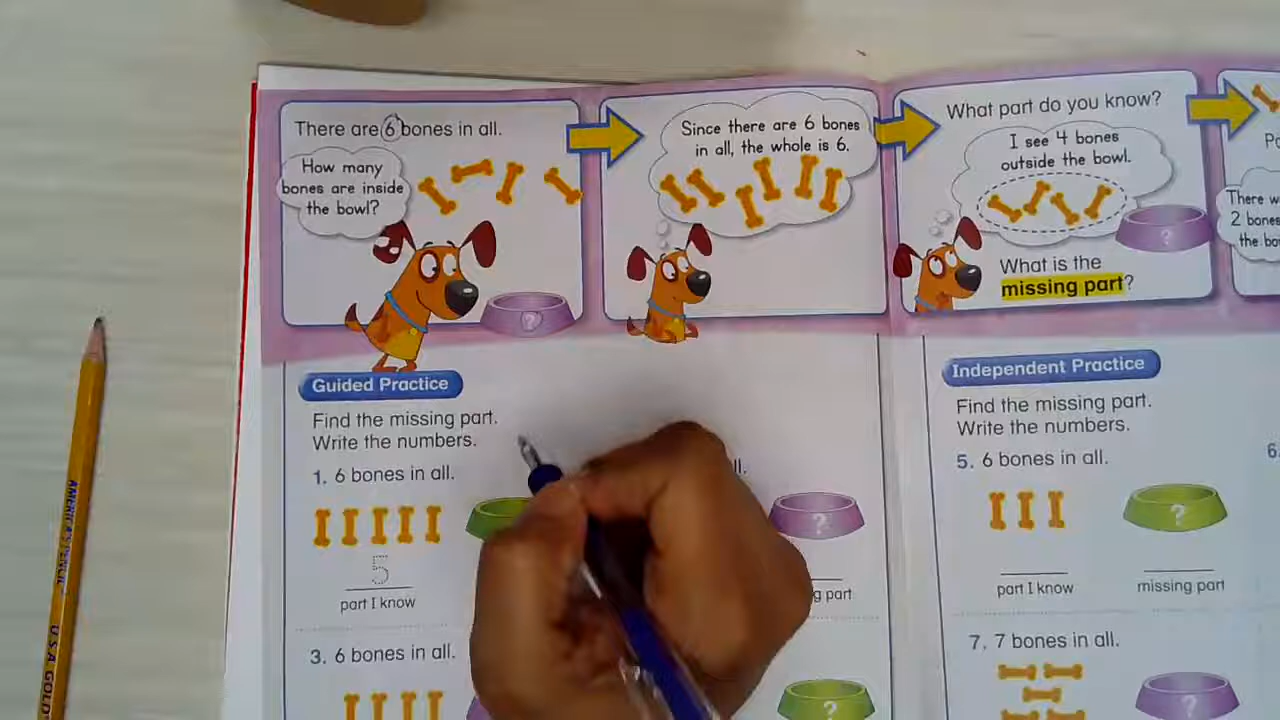 There are 6 bones in all.
How many
bones are inside
the bowl?
?
Since there are 6 bones
in all, the whole is 6.
What part do you know?
I see 4 bones
outside the bowl.
?
What is the
missing part?
There w
2 bones
the bo
Guided Practice
Find the missing part.
Write the numbers.
1. 6 bones in all.
5
part I know
ll.
?
g part
3. 6 bones in all.
?
Independent Practice
Find the missing part.
Write the numbers.
5. 6 bones in all.
?
part I know
missing part
6.
7. 7 bones in all.
?
U S A GOLD